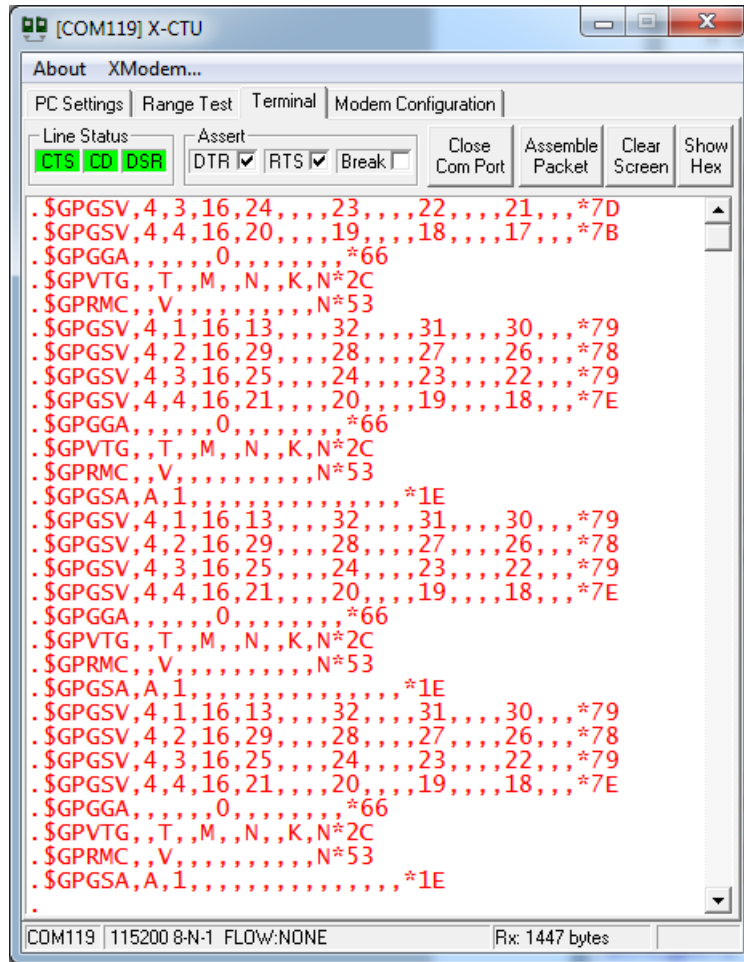 [COM119] X-CTU
About XModem...
PC Settings Range Test Terminal Modem Configuration
Line Status Assert
CTS CD DSR DTR RTS Break Close Com Port Assemble Packet Clear Screen Show Hex
.$GPGSV,4,3,16,24,,,,23,,,,22,,,,21,,,*7D
.$GPGSV,4,4,16,20,,,,19,,,,18,,,,17,,,*7B
.$GPGGA,,,,,,0,,,,,,,,*66
.$GPVTG,,T,,M,,N,,K,N*2C
.$GPRMC,,V,,,,,,,,,,N*53
.$GPGSV,4,1,16,13,,,,32,,,,31,,,,30,,,*79
.$GPGSV,4,2,16,29,,,,28,,,,27,,,,26,,,*78
.$GPGSV,4,3,16,25,,,,24,,,,23,,,,22,,,*79
.$GPGSV,4,4,16,21,,,,20,,,,19,,,,18,,,*7E
.$GPGGA,,,,,,0,,,,,,,,*66
.$GPVTG,,T,,M,,N,,K,N*2C
.$GPRMC,,V,,,,,,,,,,N*53
.$GPGSA,A,1,,,,,,,,,,,,,,,*1E
.$GPGSV,4,1,16,13,,,,32,,,,31,,,,30,,,*79
.$GPGSV,4,2,16,29,,,,28,,,,27,,,,26,,,*78
.$GPGSV,4,3,16,25,,,,24,,,,23,,,,22,,,*79
.$GPGSV,4,4,16,21,,,,20,,,,19,,,,18,,,*7E
.$GPGGA,,,,,,0,,,,,,,,*66
.$GPVTG,,T,,M,,N,,K,N*2C
.$GPRMC,,V,,,,,,,,,,N*53
.$GPGSA,A,1,,,,,,,,,,,,,,,*1E
.$GPGSV,4,1,16,13,,,,32,,,,31,,,,30,,,*79
.$GPGSV,4,2,16,29,,,,28,,,,27,,,,26,,,*78
.$GPGSV,4,3,16,25,,,,24,,,,23,,,,22,,,*79
.$GPGSV,4,4,16,21,,,,20,,,,19,,,,18,,,*7E
.$GPGGA,,,,,,0,,,,,,,,*66
.$GPVTG,,T,,M,,N,,K,N*2C
.$GPRMC,,V,,,,,,,,,,N*53
.$GPGSA,A,1,,,,,,,,,,,,,,,*1E
.
COM119 115200 8-N-1 FLOW:NONE Rx: 1447 bytes